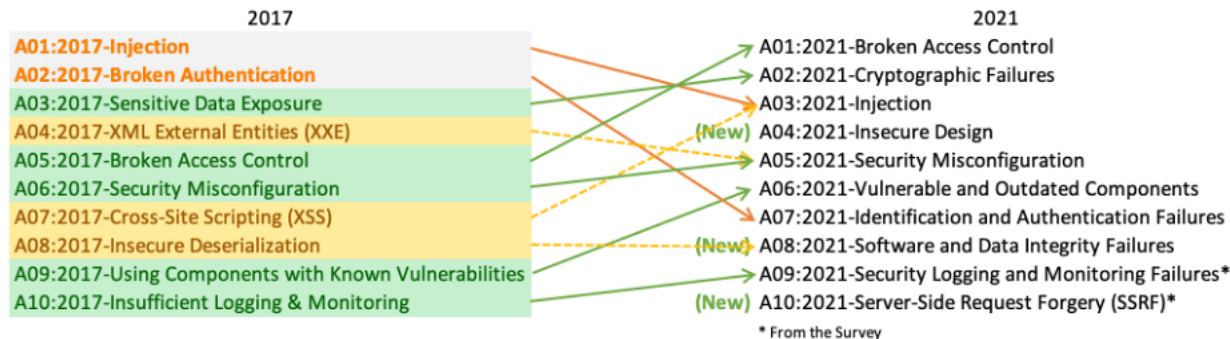 2017
2021
A01:2017-Injection
A01:2021-Broken Access Control
A02:2017-Broken Authentication
A02:2021-Cryptographic Failures
A03:2017-Sensitive Data Exposure
A03:2021-Injection
A04:2017-XML External Entities (XXE)
(New) A04:2021-Insecure Design
A05:2017-Broken Access Control
A05:2021-Security Misconfiguration
A06:2017-Security Misconfiguration
A06:2021-Vulnerable and Outdated Components
A07:2017-Cross-Site Scripting (XSS)
A07:2021-Identification and Authentication Failures
A08:2017-Insecure Deserialization
(New) A08:2021-Software and Data Integrity Failures
A09:2017-Using Components with Known Vulnerabilities
A09:2021-Security Logging and Monitoring Failures*
A10:2017-Insufficient Logging & Monitoring
(New) A10:2021-Server-Side Request Forgery (SSRF)*
* From the Survey